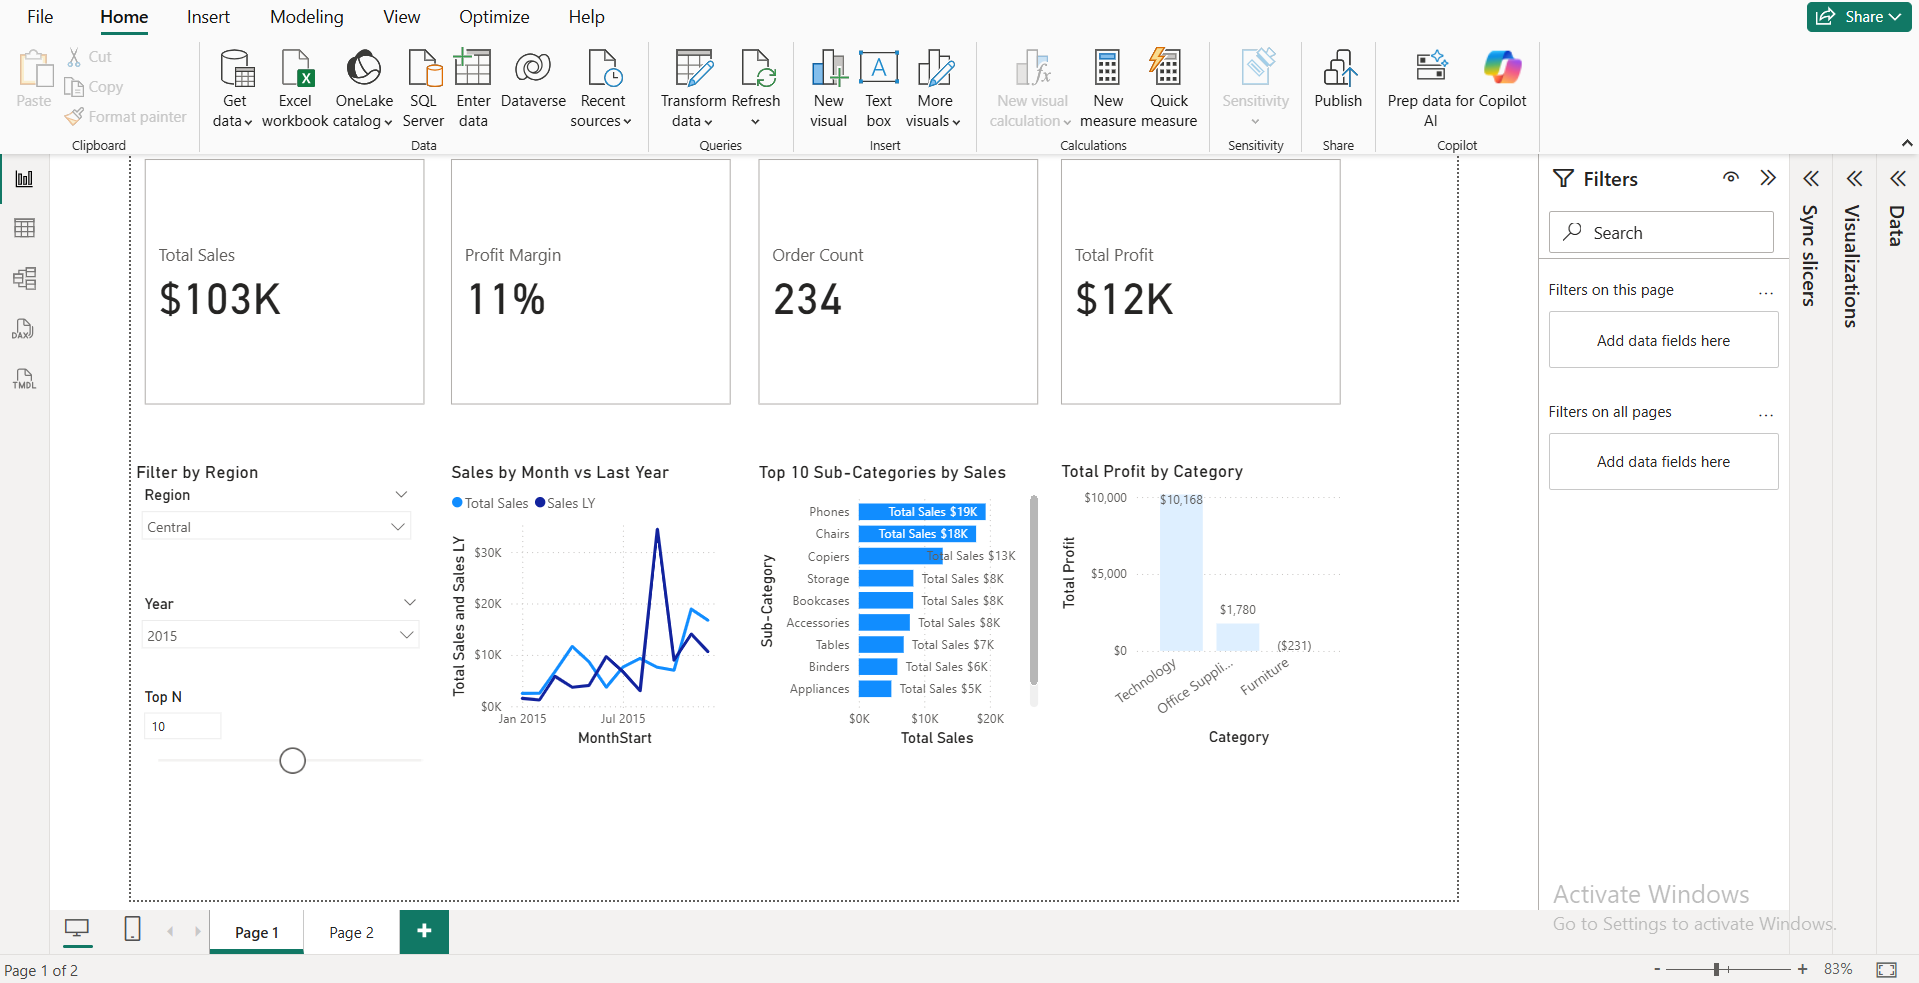 File Home Insert Modeling View Optimize Help Share
Paste
Cut
Copy
Format painter
Clipboard
Get data
Excel workbook
OneLake catalog
SQL Server
Enter data
Dataverse
Recent sources
Data
Transform data
Refresh
Queries
New visual
Text box
More visuals
Insert
New visual calculation
New measure
Quick measure
Calculations
Sensitivity
Sensitivity
Publish
Share
Prep data for AI
Copilot
Copilot
DAX
TMDL
Total Sales
$103K
Profit Margin
11%
Order Count
234
Total Profit
$12K
Filter by Region
Region
Central
Year
2015
Top N
10
Sales by Month vs Last Year
Total Sales Sales LY
Total Sales and Sales LY
$30K
$20K
$10K
$0K
Jan 2015 Jul 2015
MonthStart
Top 10 Sub-Categories by Sales
Sub-Category
Phones Total Sales $19K
Chairs Total Sales $18K
Copiers Total Sales $13K
Storage Total Sales $8K
Bookcases Total Sales $8K
Accessories Total Sales $8K
Tables Total Sales $7K
Binders Total Sales $6K
Appliances Total Sales $5K
$0K $10K $20K
Total Sales
Total Profit by Category
Total Profit
$10,000
$5,000
$0
$10,168
$1,780
($231)
Technology
Office Suppli...
Furniture
Category
Filters
Search
Filters on this page ...
Add data fields here
Filters on all pages ...
Add data fields here
Sync slicers
Visualizations
Data
Activate Windows
Go to Settings to activate Windows.
Page 1 Page 2 +
Page 1 of 2
- + 83%